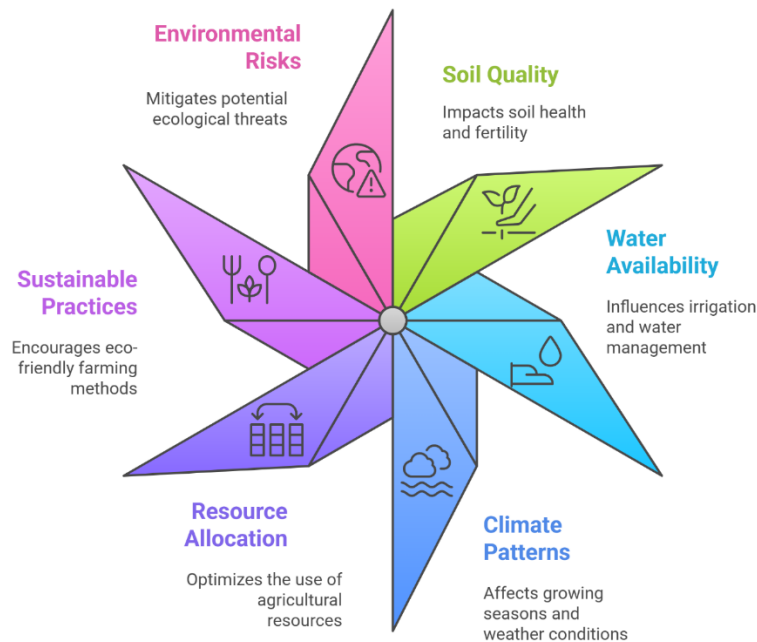 Environmental
Risks
Mitigates potential
ecological threats
Soil Quality
Impacts soil health
and fertility
Water
Availability
Influences irrigation
and water
management
Climate
Patterns
Affects growing
seasons and
weather conditions
Resource
Allocation
Optimizes the use of
agricultural
resources
Sustainable
Practices
Encourages eco-
friendly farming
methods